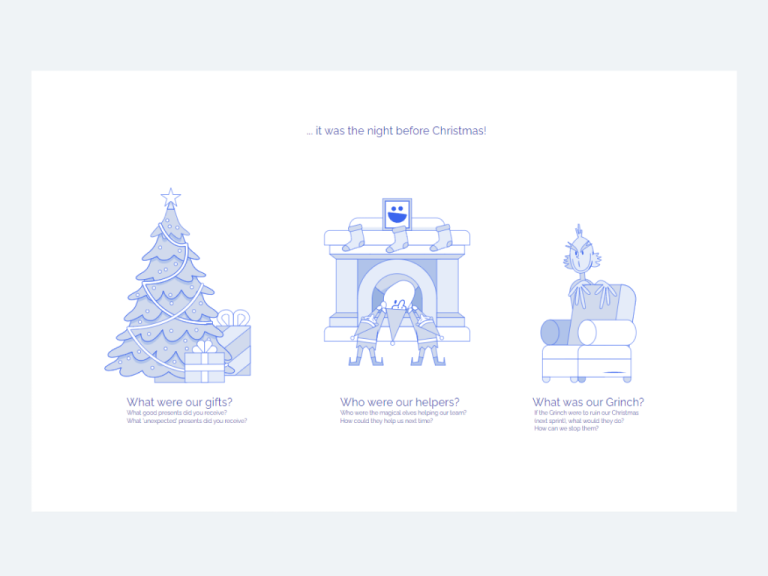 ... it was the night before Christmas!
What were our gifts?
What good presents did you receive?
What 'unexpected' presents did you receive?
Who were our helpers?
Who were the magical elves helping our team?
How could they help us next time?
What was our Grinch?
If the Grinch were to ruin our Christmas
(next sprint), what would they do?
How can we stop them?